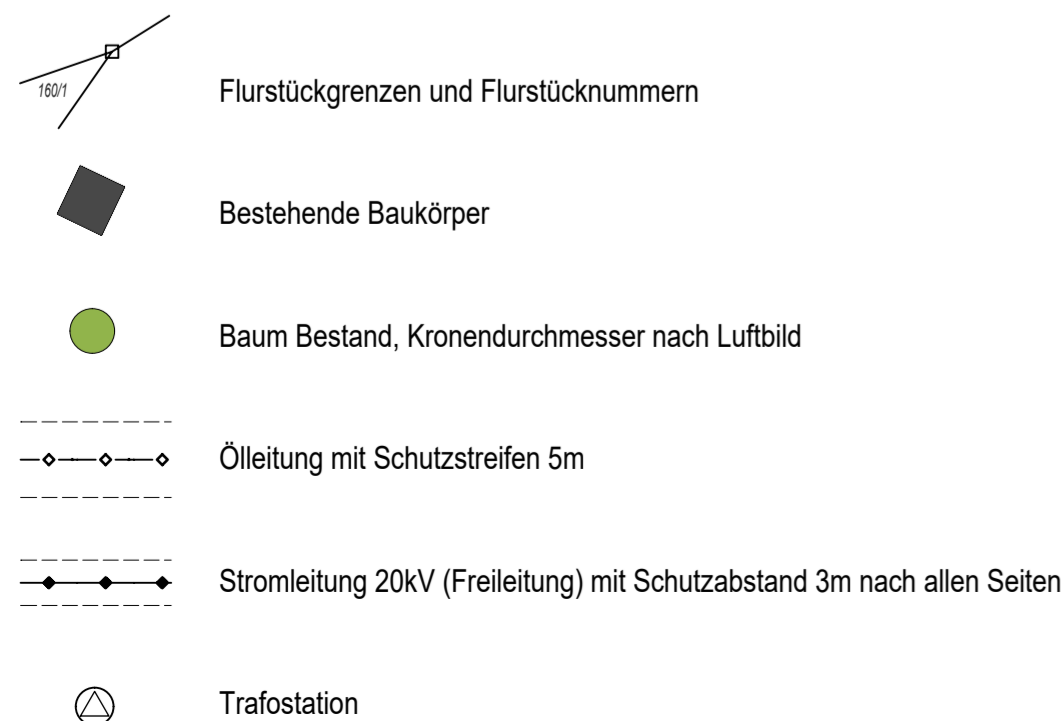 160/1
Flurstückgrenzen und Flurstücknummern
Bestehende Baukörper
Baum Bestand, Kronendurchmesser nach Luftbild
Ölleitung mit Schutzstreifen 5m
Stromleitung 20kV (Freileitung) mit Schutzabstand 3m nach allen Seiten
Trafostation